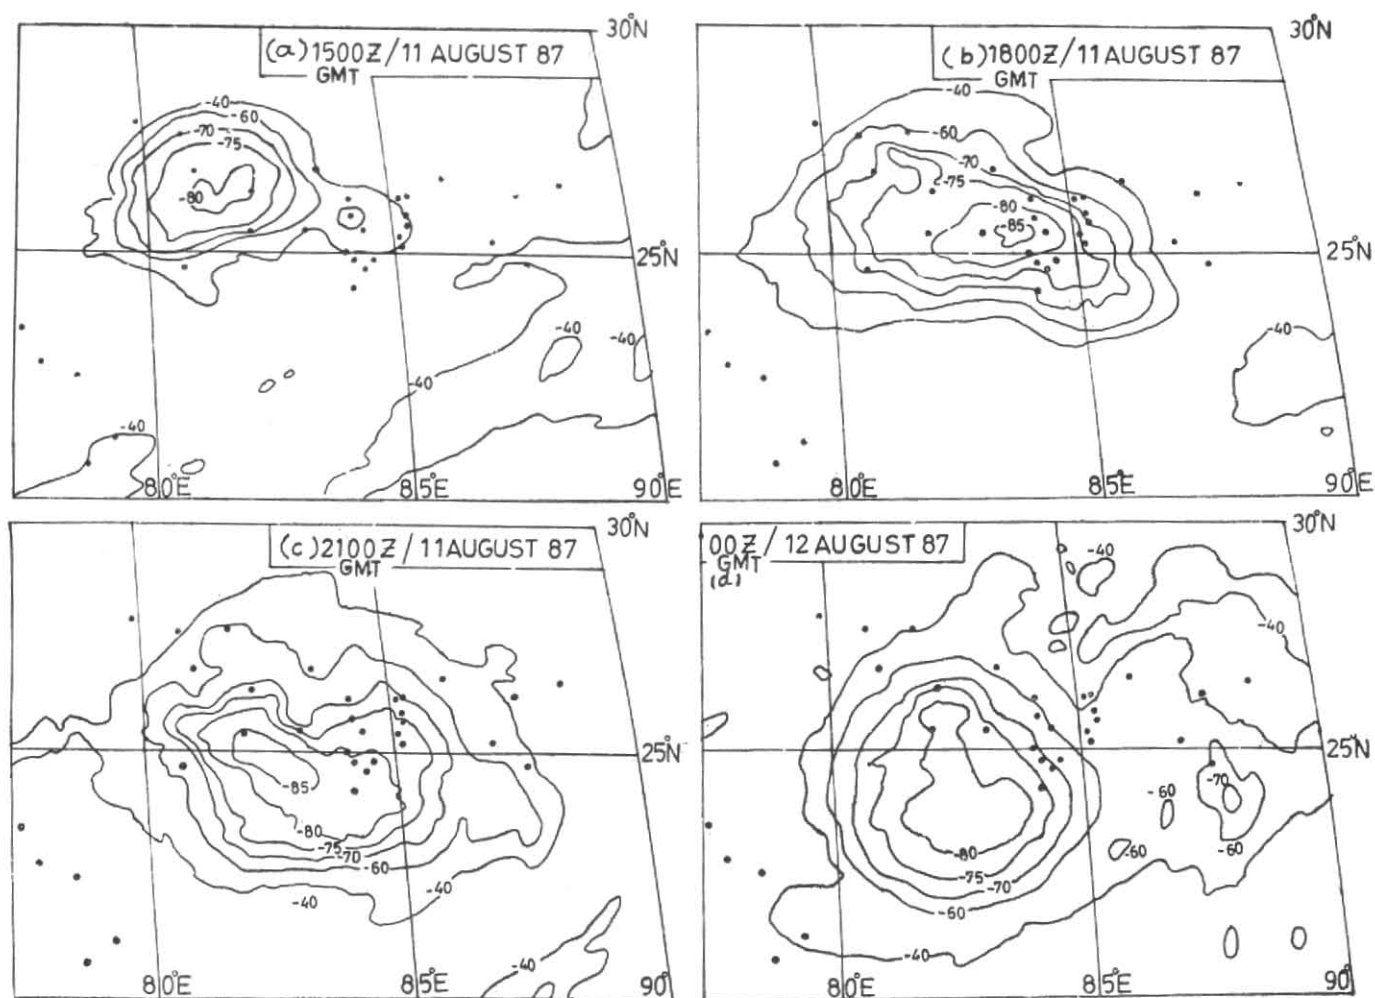 30°N
(a)1500Z/11 AUGUST 87
GMT
-40
-60
-70
-75
-80
25°N
-40
-40
-40
-40
80°E
85°E
90°E
30°N
(b)1800Z/11 AUGUST 87
GMT
-40
-60
-70
-75
-80
-85
25°N
-40
80°E
85°E
90°E
30°N
(c)2100Z/11AUGUST 87
GMT
25°N
-85
-80
-75
-70
-60
-40
-40
-40
80°E
85°E
90°
30°N
00Z/12 AUGUST 87
GMT
(d)
-40
-40
25°N
-70
-60
-60
-60
-80
-75
-70
-60
-40
80°E
85°E
90°